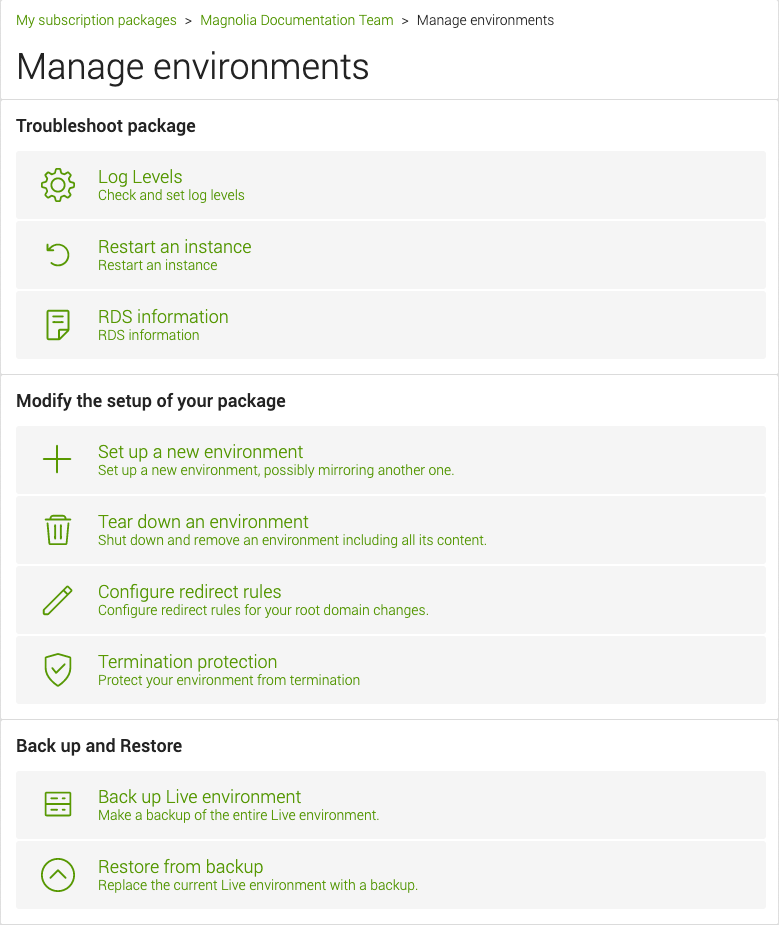 My subscription packages > Magnolia Documentation Team > Manage environments
Manage environments
Troubleshoot package
Log Levels
Check and set log levels
Restart an instance
Restart an instance
RDS information
RDS information
Modify the setup of your package
Set up a new environment
Set up a new environment, possibly mirroring another one.
Tear down an environment
Shut down and remove an environment including all its content.
Configure redirect rules
Configure redirect rules for your root domain changes.
Termination protection
Protect your environment from termination
Back up and Restore
Back up Live environment
Make a backup of the entire Live environment.
Restore from backup
Replace the current Live environment with a backup.